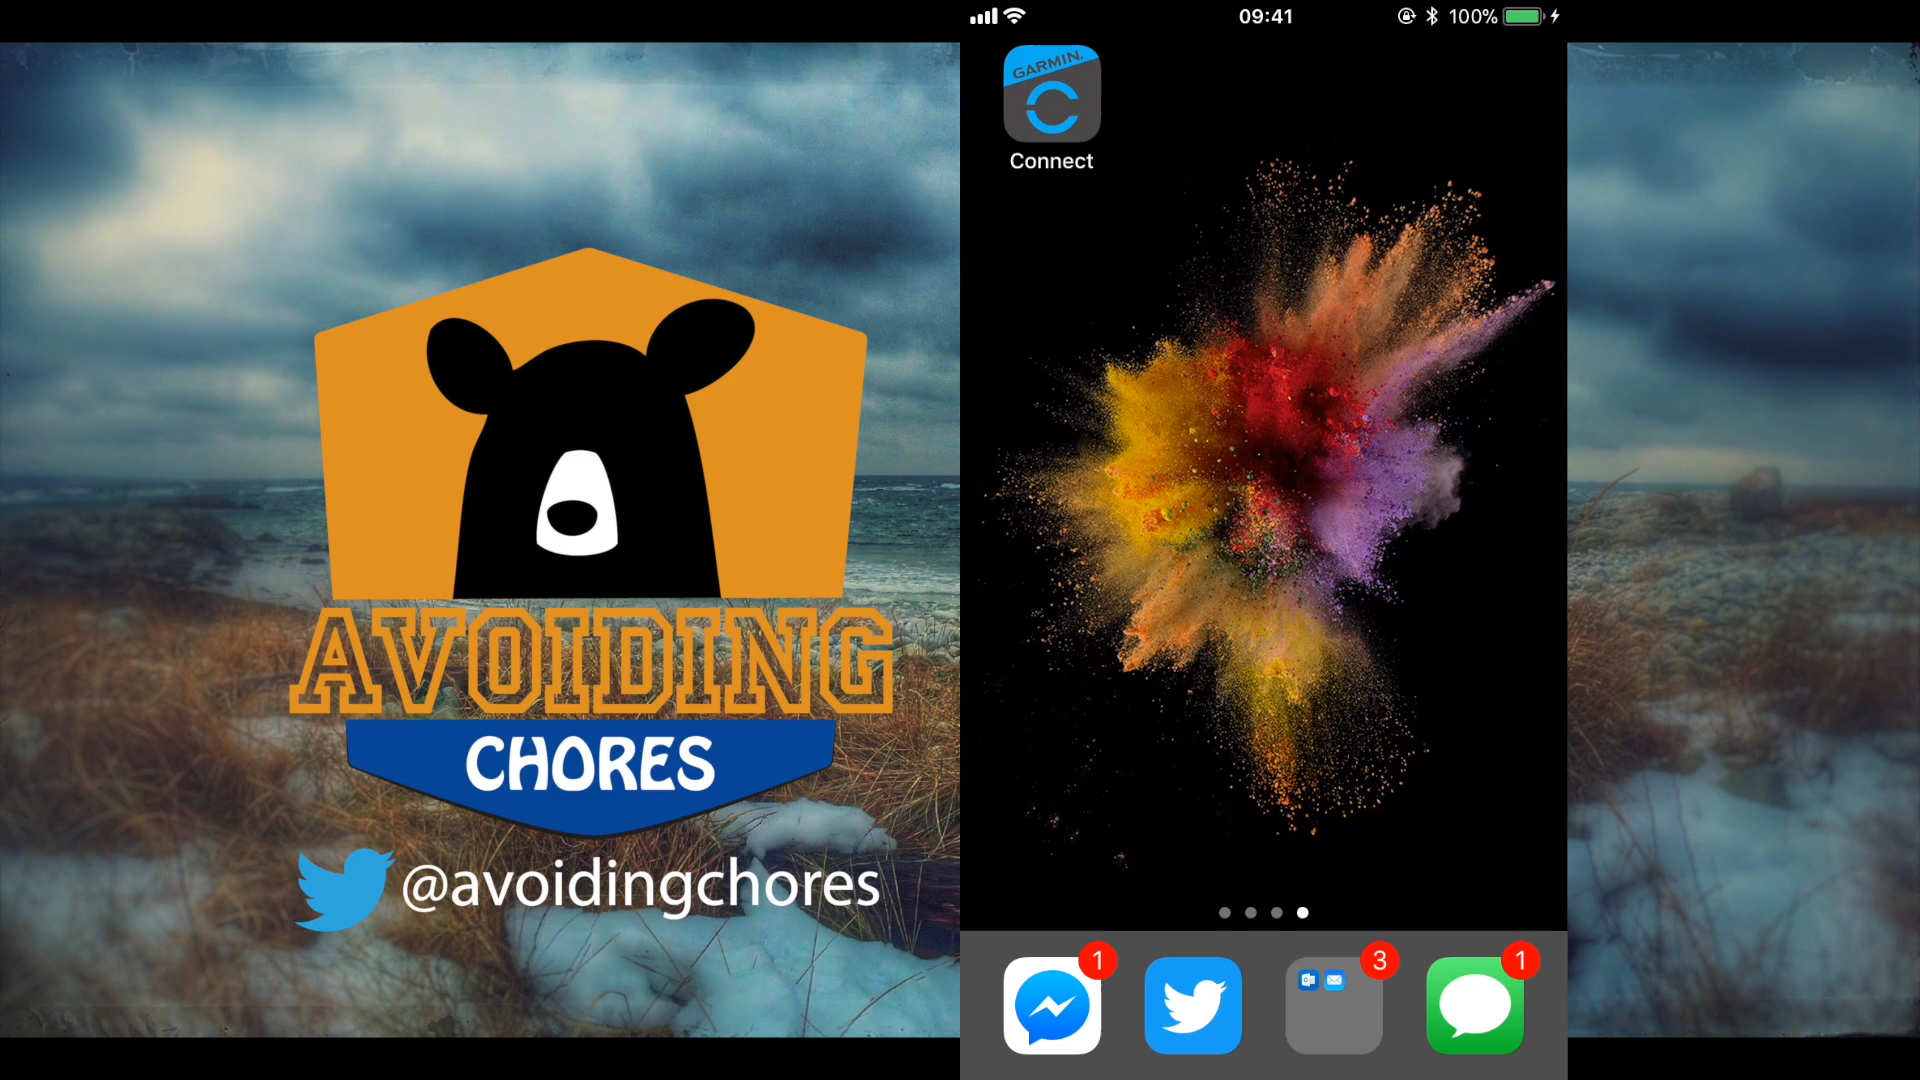 AVOIDING
CHORES
@avoidingchores
09:41
100%
GARMIN.
Connect
1
3
1